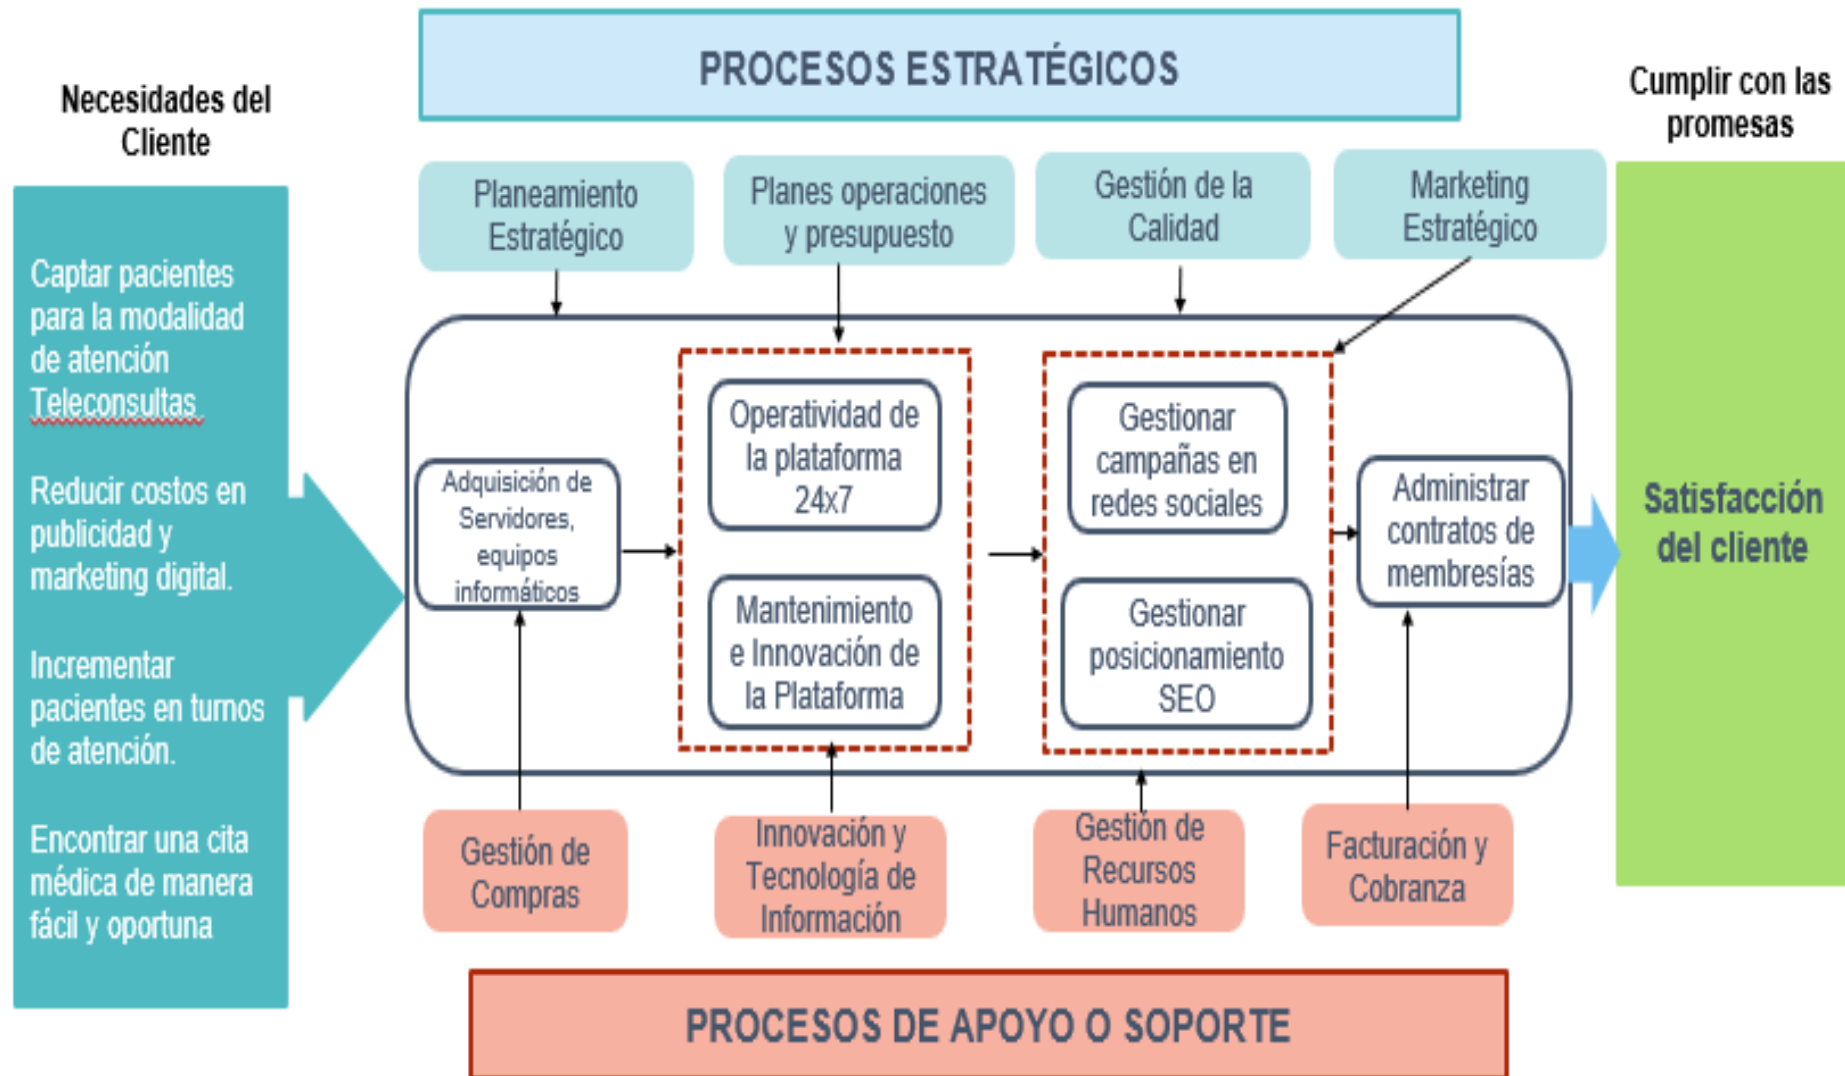 PROCESOS ESTRATÉGICOS
Necesidades del
Cliente
Cumplir con las
promesas
Captar pacientes
para la modalidad
de atención
Teleconsultas
Reducir costos en
publicidad y
marketing digital.
Incrementar
pacientes en turnos
de atención.
Encontrar una cita
médica de manera
fácil y oportuna
Planeamiento
Estratégico
Planes operaciones
y presupuesto
Gestión de la
Calidad
Marketing
Estratégico
Adquisición de
Servidores,
equipos
informáticos
Operatividad de
la plataforma
24x7
Mantenimiento
e Innovación de
la Plataforma
Gestionar
campañas en
redes sociales
Gestionar
posicionamiento
SEO
Administrar
contratos de
membresías
Satisfacción
del cliente
Gestión de
Compras
Innovación y
Tecnología de
Información
Gestión de
Recursos
Humanos
Facturación y
Cobranza
PROCESOS DE APOYO O SOPORTE